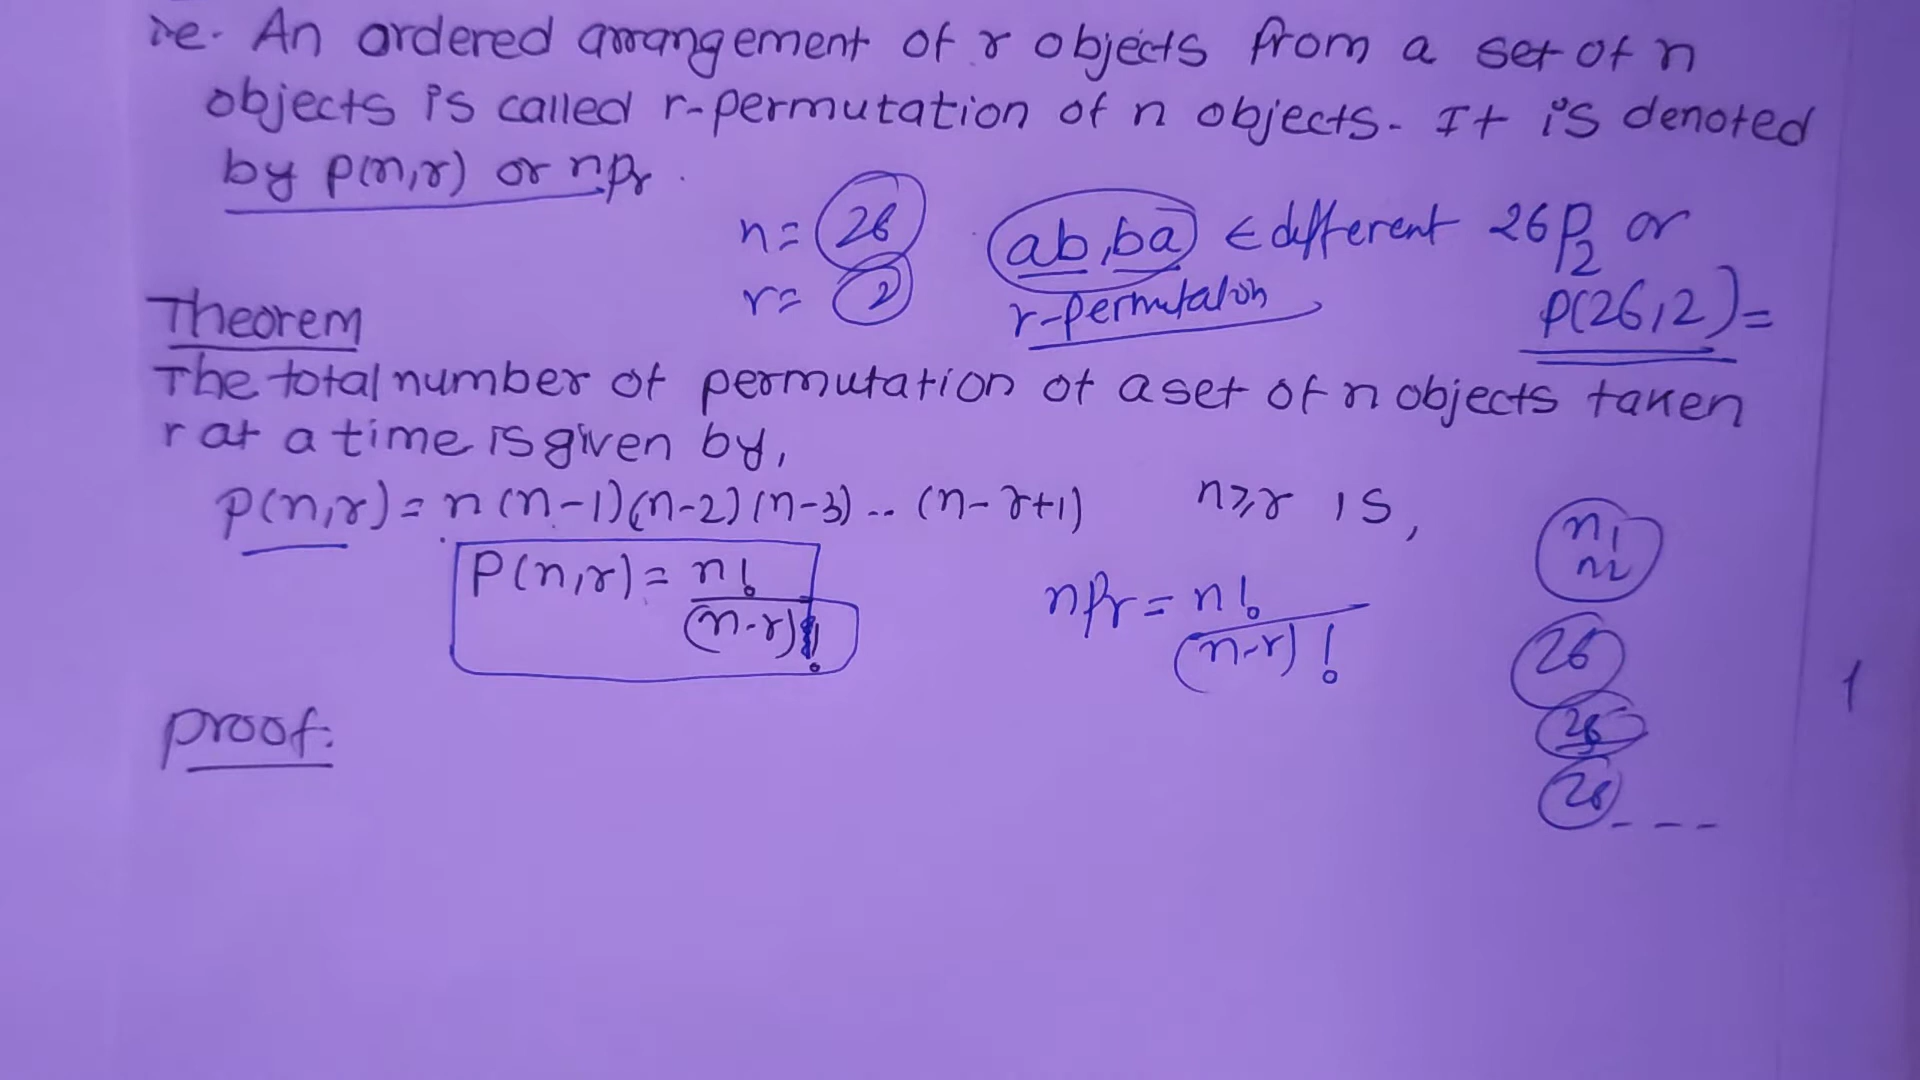 ie. An ordered arrangement of r objects from a set of n
objects is called r-permutation of n objects. It is denoted
by p(n,r) or npr.
n = 26 ab, ba ∈ different 26P2 or
r = 2 r-permutation P(26,2) =
Theorem
The total number of permutation of a set of n objects taken
r at a time is given by,
p(n,r) = n(n-1)(n-2)(n-3)..(n-r+1) n≥r is,
P(n,r) = n!/(n-r)!
npr = n!/(n-r)!
n1
n2
26
26
proof: